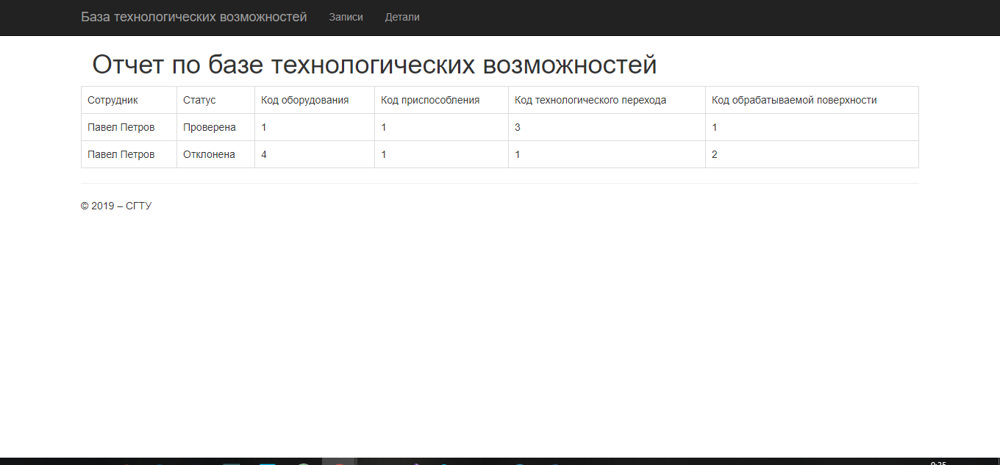 База технологических возможностей Записи Детали
Отчет по базе технологических возможностей
Сотрудник Статус Код оборудования Код приспособления Код технологического перехода Код обрабатываемой поверхности
Павел Петров Проверена 1 1 3 1
Павел Петров Отклонена 4 1 1 2
© 2019 – СГТУ